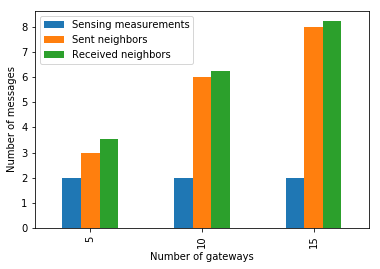 Sensing measurements
Sent neighbors
Received neighbors
Number of messages
8
7
6
5
4
3
2
1
0
5
10
15
Number of gateways